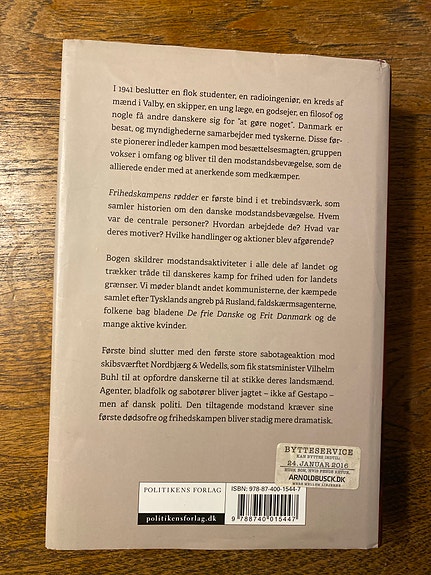 I 1941 beslutter en flok studenter, en radioingeniør, en kreds af
mænd i Valby, en skipper, en ung læge, en godsejer, en filosof og
nogle få andre danskere sig for "at gøre noget". Danmark er
besat, og myndighederne samarbejder med tyskerne. Disse før-
ste pionerer indleder kampen mod besættelsesmagten, gruppen
vokser i omfang og bliver til den modstandsbevægelse, som de
allierede ender med at anerkende som medkæmper.
Frihedskampens rødder er første bind i et trebindsværk, som
samler historien om den danske modstandsbevægelse. Hvem
var de centrale personer? Hvordan arbejdede de? Hvad var
deres motiver? Hvilke handlinger og aktioner blev afgørende?
Bogen skildrer modstandsaktiviteter i alle dele af landet og
trækker tråde til danskeres kamp for frihed uden for landets
grænser. Vi møder blandt andet kommunisterne, der kæmpede
samlet efter Tysklands angreb på Rusland, faldskærmsagenterne,
folkene bag bladene De frie Danske og Frit Danmark og de
mange aktive kvinder.
Første bind slutter med den første store sabotageaktion mod
skibsværftet Nordbjærg & Wedells, som fik statsminister Vilhelm
Buhl til at opfordre danskerne til at stikke deres landsmænd.
Agenter, bladfolk og sabotører bliver jagtet – ikke af Gestapo –
men af dansk politi. Den tiltagende modstand kræver sine
første dødsofre og frihedskampen bliver stadig mere dramatisk.
BYTTESERVICE
KAN BYTTES INDTIL:
24. JANUAR 2016
HUSK BON, HVIS PENGE RETUR.
ARNOLDBUSCK.DK
POLITIKENS FORLAG
politikensforlag.dk
ISBN: 978-87-400-1544-7
9 788740 015447